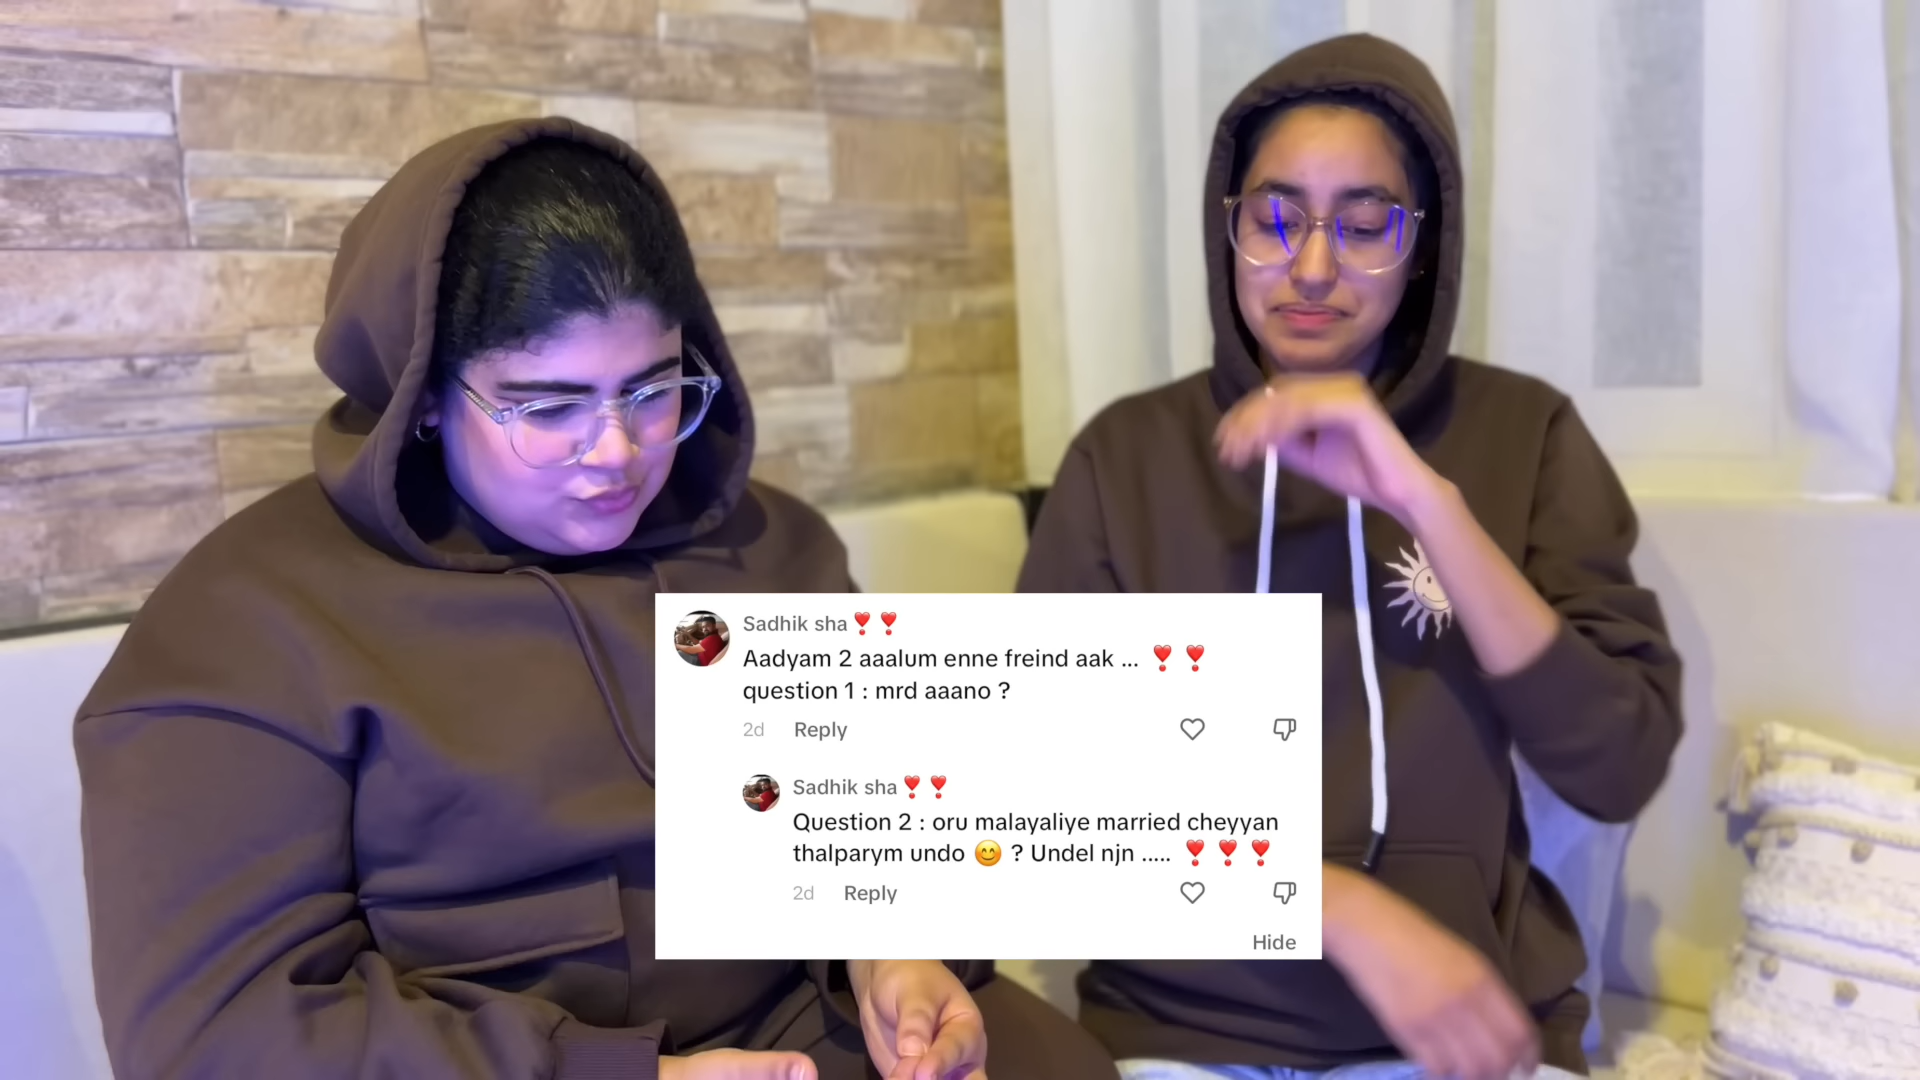 Sadhik sha❣️❣️
Aadyam 2 aaalum enne freind aak ... ❣️❣️
question 1 : mrd aaano ?
2d Reply
Sadhik sha❣️❣️
Question 2 : oru malayaliye married cheyyan
thalparym undo 😊 ? Undel njn ..... ❣️❣️❣️
2d Reply
Hide